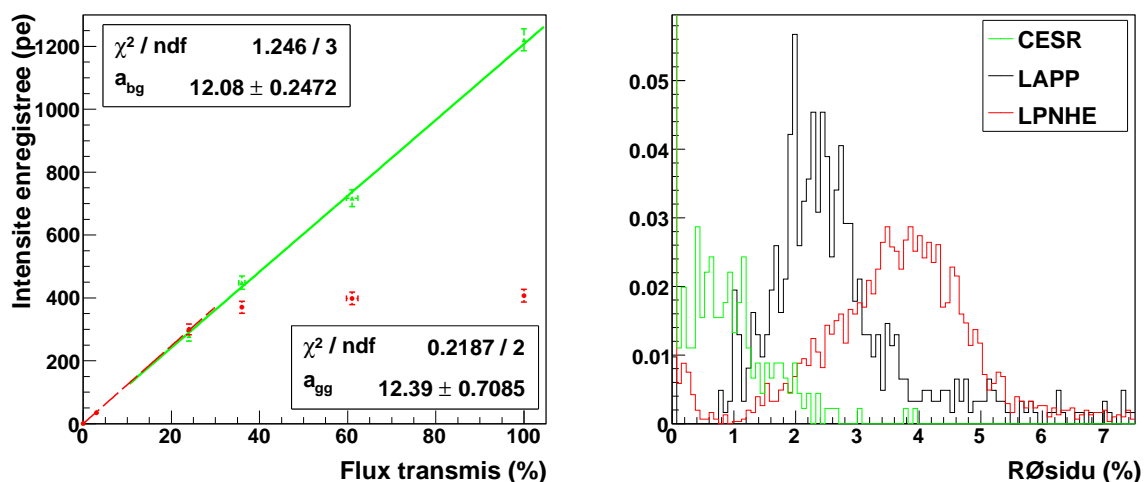 Intensite enregistree (pe)
1200
1000
800
600
400
200
0
χ² / ndf 1.246 / 3
a_bg 12.08 ± 0.2472
χ² / ndf 0.2187 / 2
a_gg 12.39 ± 0.7085
0 20 40 60 80 100
Flux transmis (%)
0.05
0.04
0.03
0.02
0.01
0
CESR
LAPP
LPNHE
0 1 2 3 4 5 6 7
RØsidu (%)